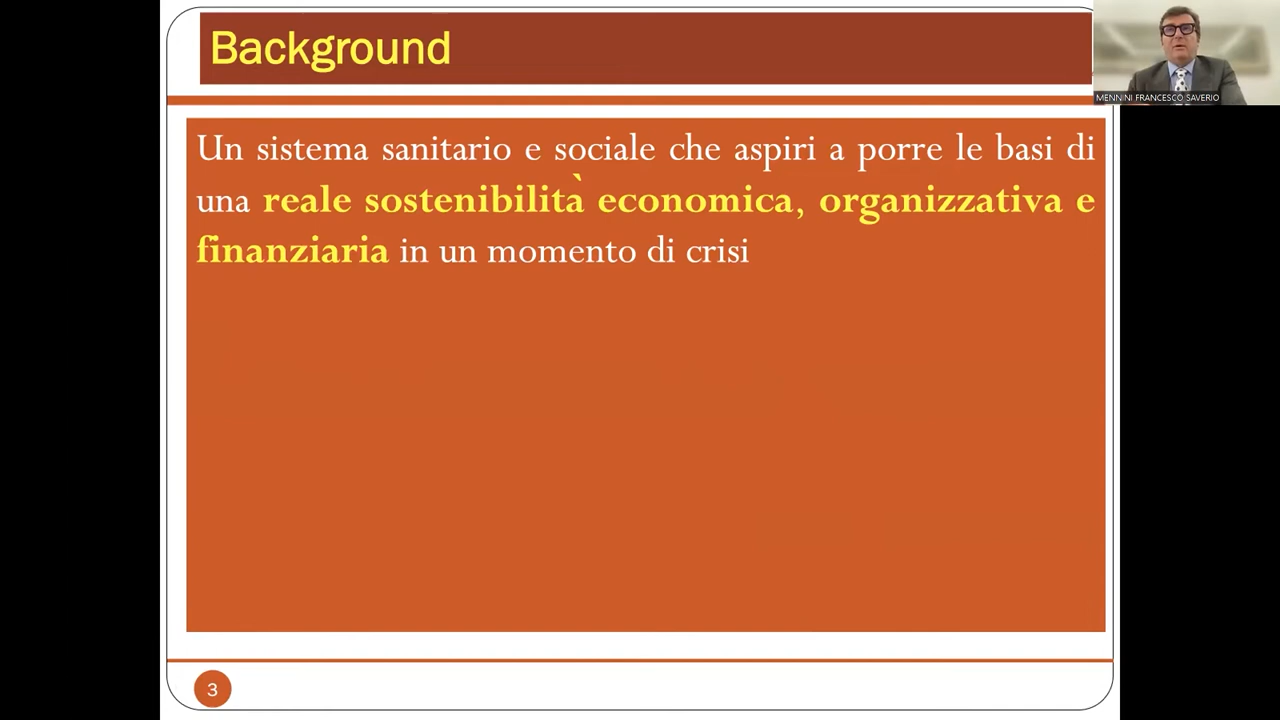 Background
MENNINI FRANCESCO SAVERIO
Un sistema sanitario e sociale che aspiri a porre le basi di
una reale sostenibilità economica, organizzativa e
finanziaria in un momento di crisi
3